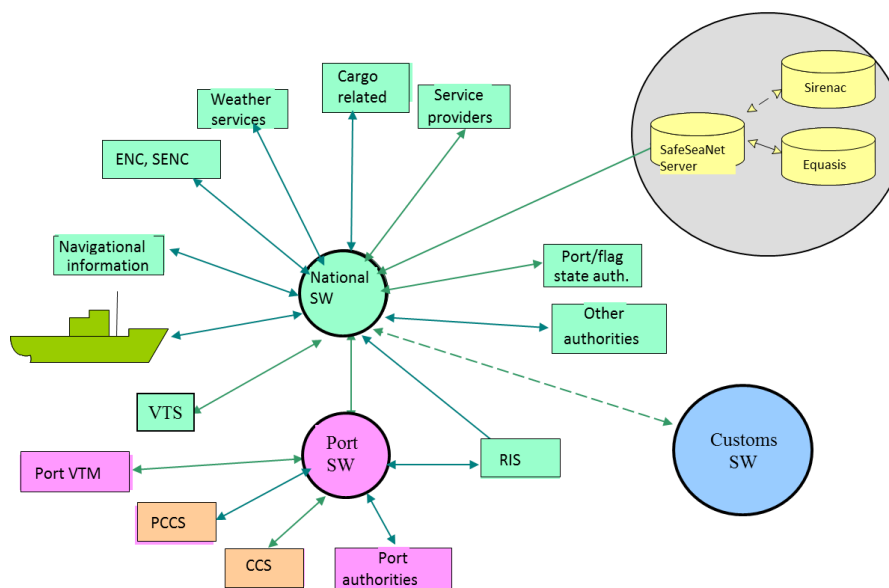 Cargo
related
Service
providers
Weather
services
Sirenac
SafeSeaNet
Server
Equasis
ENC, SENC
Navigational
information
National
SW
Port/flag
state auth.
Other
authorities
VTS
Port
SW
RIS
Customs
SW
Port VTM
PCCS
CCS
Port
authorities